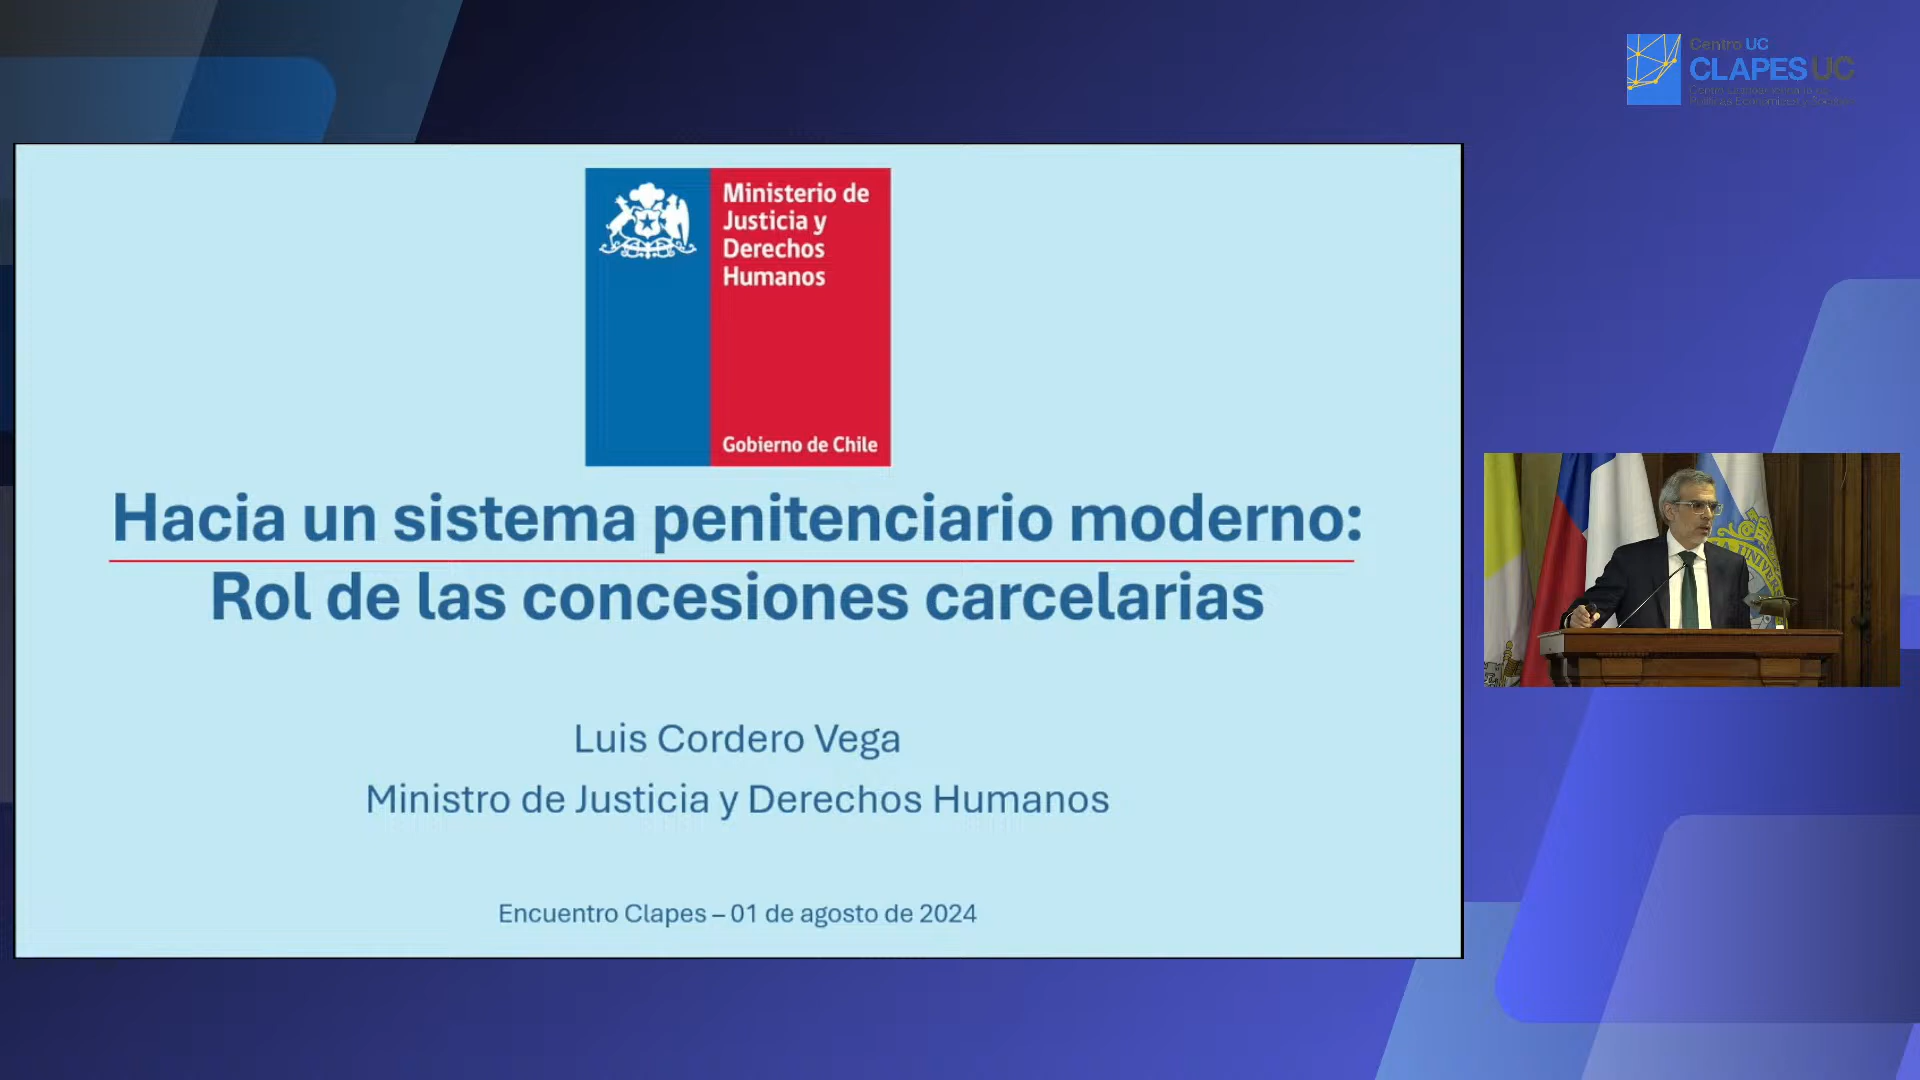 Centro UC
CLAPES UC
Ministerio de
Justicia y
Derechos
Humanos
Gobierno de Chile
Hacia un sistema penitenciario moderno:
Rol de las concesiones carcelarias
Luis Cordero Vega
Ministro de Justicia y Derechos Humanos
Encuentro Clapes – 01 de agosto de 2024